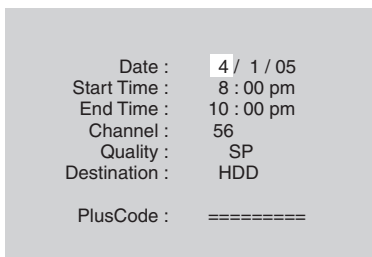 Date : 4 / 1 / 05
Start Time : 8 : 00 pm
End Time : 10 : 00 pm
Channel : 56
Quality : SP
Destination : HDD
PlusCode : =========